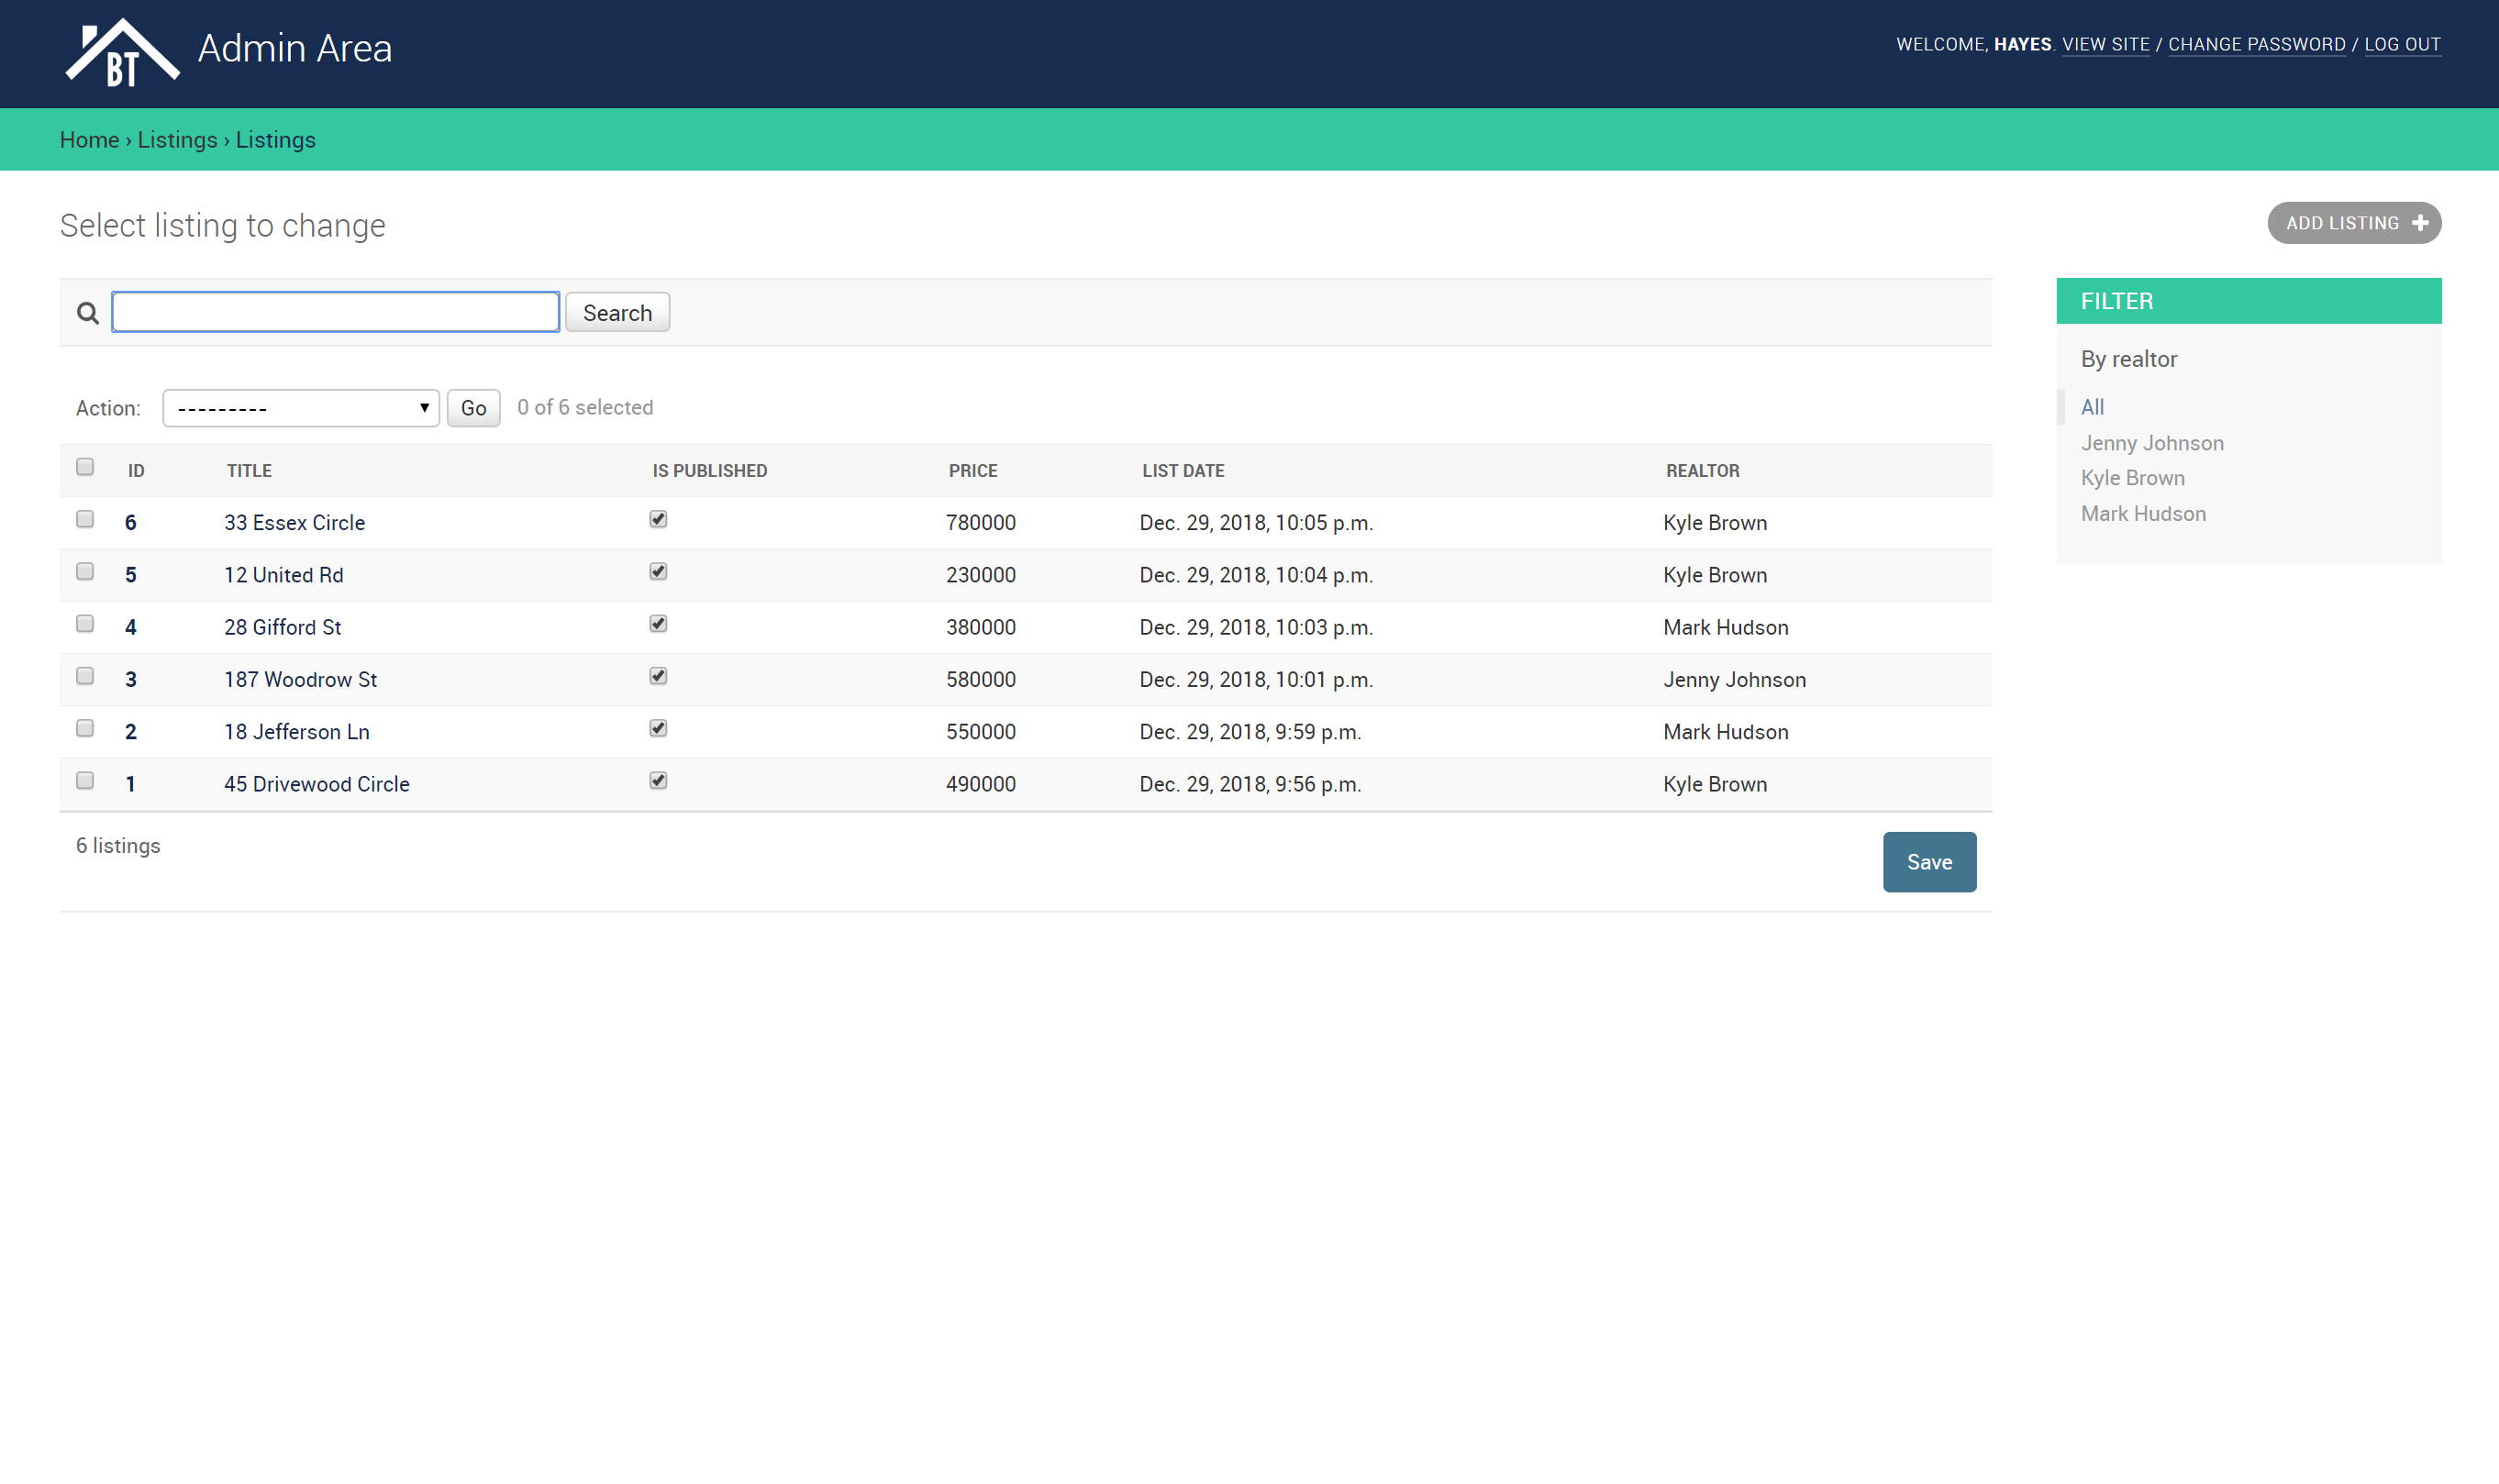 BT Admin Area
WELCOME, HAYES. VIEW SITE / CHANGE PASSWORD / LOG OUT
Home › Listings › Listings
Select listing to change
ADD LISTING
Search
FILTER
By realtor
All
Jenny Johnson
Kyle Brown
Mark Hudson
Action: --------- Go 0 of 6 selected
ID TITLE IS PUBLISHED PRICE LIST DATE REALTOR
6 33 Essex Circle 780000 Dec. 29, 2018, 10:05 p.m. Kyle Brown
5 12 United Rd 230000 Dec. 29, 2018, 10:04 p.m. Kyle Brown
4 28 Gifford St 380000 Dec. 29, 2018, 10:03 p.m. Mark Hudson
3 187 Woodrow St 580000 Dec. 29, 2018, 10:01 p.m. Jenny Johnson
2 18 Jefferson Ln 550000 Dec. 29, 2018, 9:59 p.m. Mark Hudson
1 45 Drivewood Circle 490000 Dec. 29, 2018, 9:56 p.m. Kyle Brown
6 listings
Save